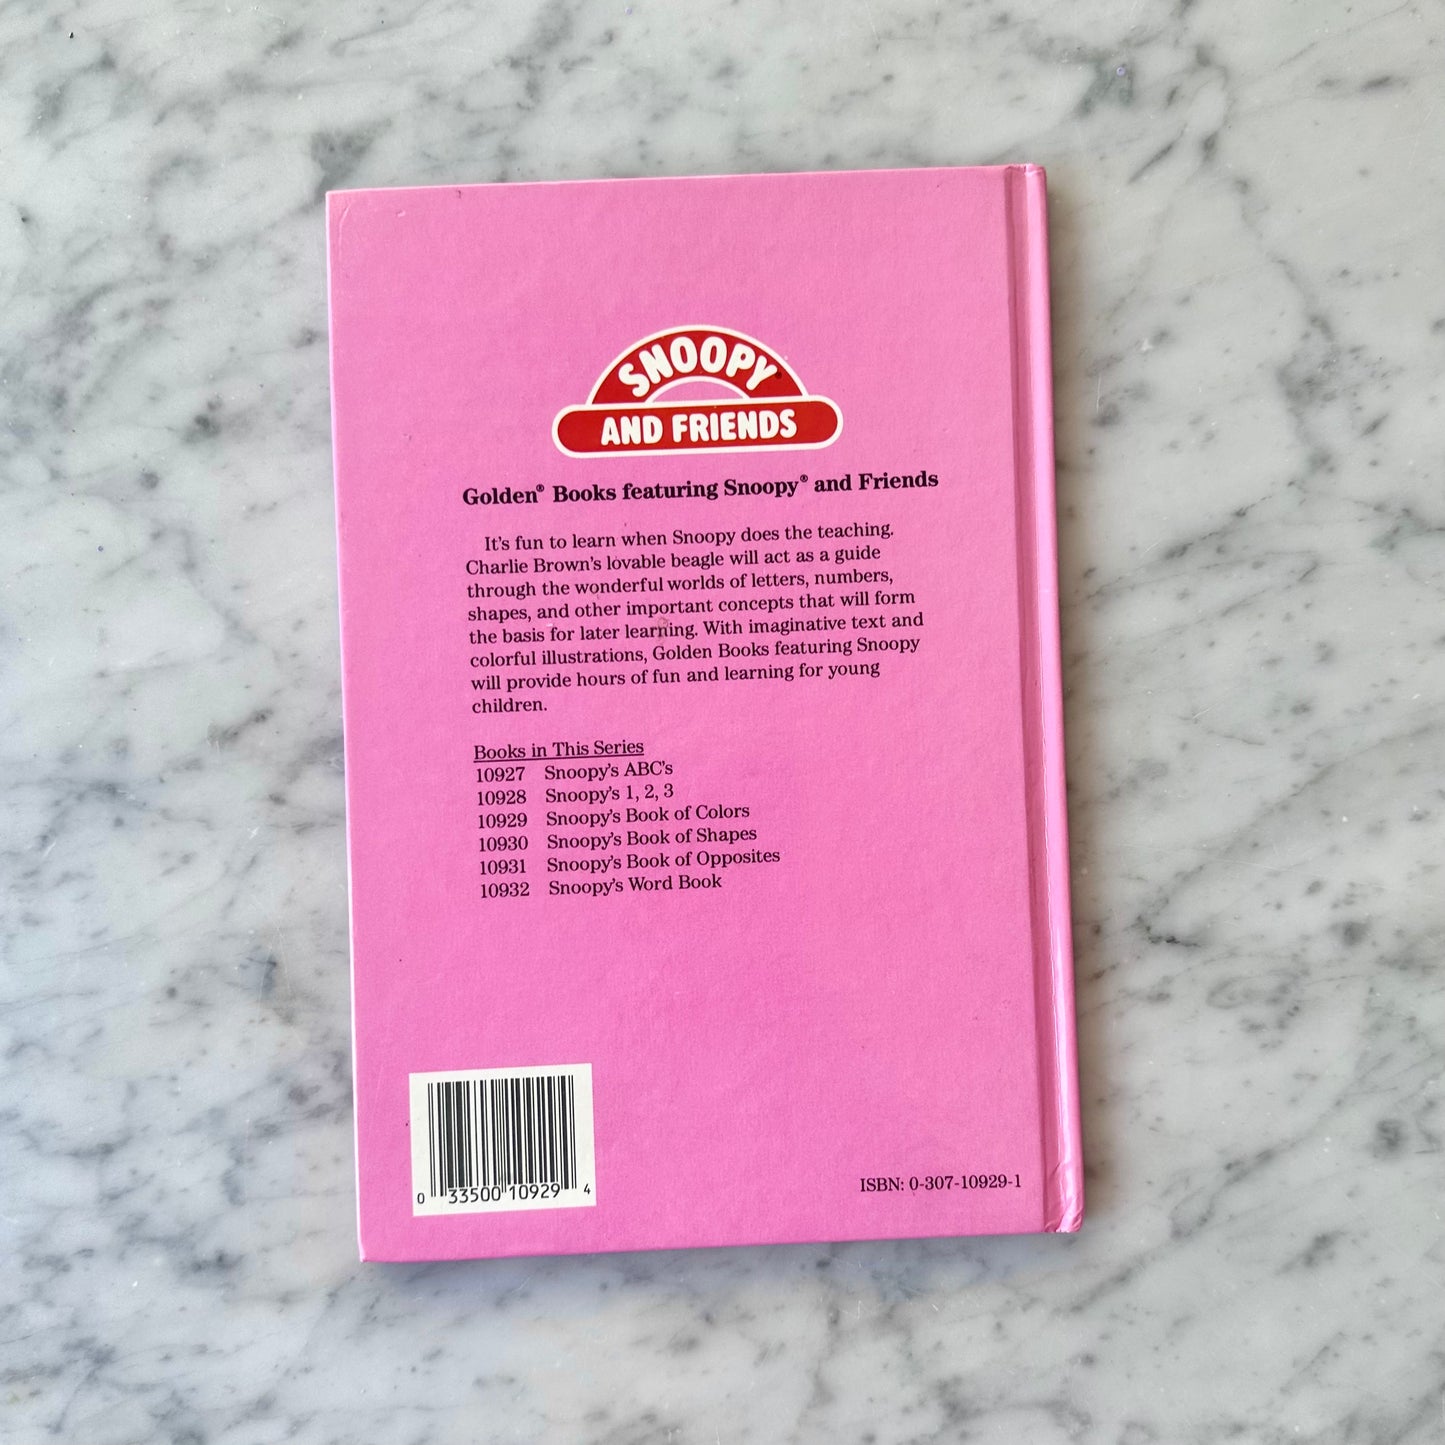 SNOOPY®
AND FRIENDS
Golden® Books featuring Snoopy® and Friends
It's fun to learn when Snoopy does the teaching.
Charlie Brown's lovable beagle will act as a guide
through the wonderful worlds of letters, numbers,
shapes, and other important concepts that will form
the basis for later learning. With imaginative text and
colorful illustrations, Golden Books featuring Snoopy
will provide hours of fun and learning for young
children.
Books in This Series
10927 Snoopy's ABC's
10928 Snoopy's 1, 2, 3
10929 Snoopy's Book of Colors
10930 Snoopy's Book of Shapes
10931 Snoopy's Book of Opposites
10932 Snoopy's Word Book
0 33500 10929 4
ISBN: 0-307-10929-1